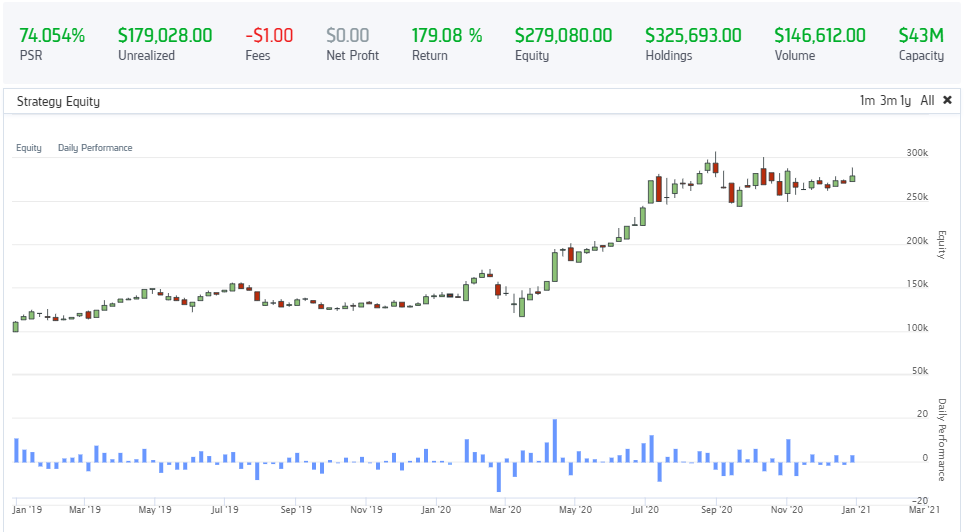 74.054% $179,028.00 -$1.00 $0.00 179.08 % $279,080.00 $325,693.00 $146,612.00 $43M
PSR Unrealized Fees Net Profit Return Equity Holdings Volume Capacity
Strategy Equity 1m 3m 1y All ✖
Equity Daily Performance
300k
250k
200k
Equity
150k
100k
50k
20
Daily Performance
0
-20
Jan '19 Mar '19 May '19 Jul '19 Sep '19 Nov '19 Jan '20 Mar '20 May '20 Jul '20 Sep '20 Nov '20 Jan '21 Mar '21